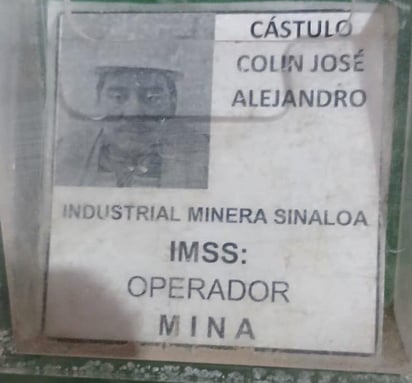 CÁSTULO
COLIN JOSÉ
ALEJANDRO
INDUSTRIAL MINERA SINALOA
IMSS:
OPERADOR
MINA